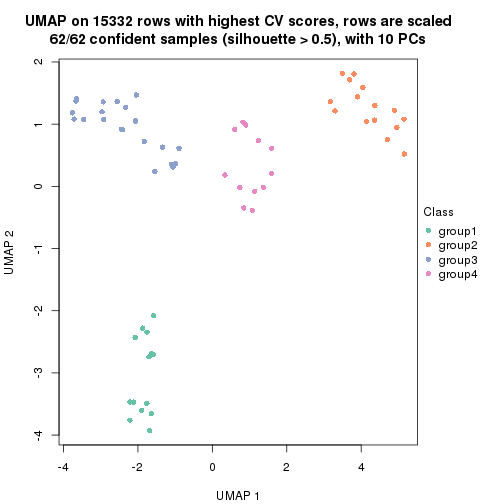 UMAP on 15332 rows with highest CV scores, rows are scaled
62/62 confident samples (silhouette > 0.5), with 10 PCs
2
1
0
-1
-2
-3
-4
UMAP 2
-4
-2
0
2
4
UMAP 1
Class
group1
group2
group3
group4